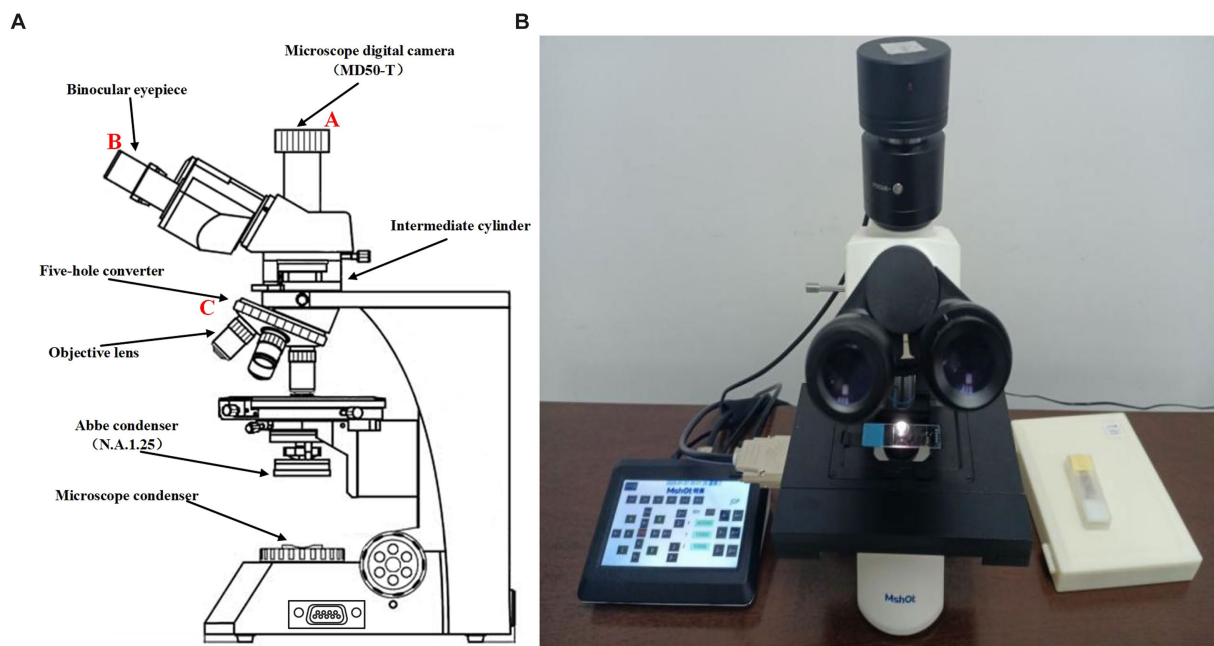 A
B
Microscope digital camera
（MD50-T）
Binocular eyepiece
A
B
Intermediate cylinder
Five-hole converter
C
Objective lens
Abbe condenser
（N.A.1.25）
Microscope condenser
MshOt
MshOt